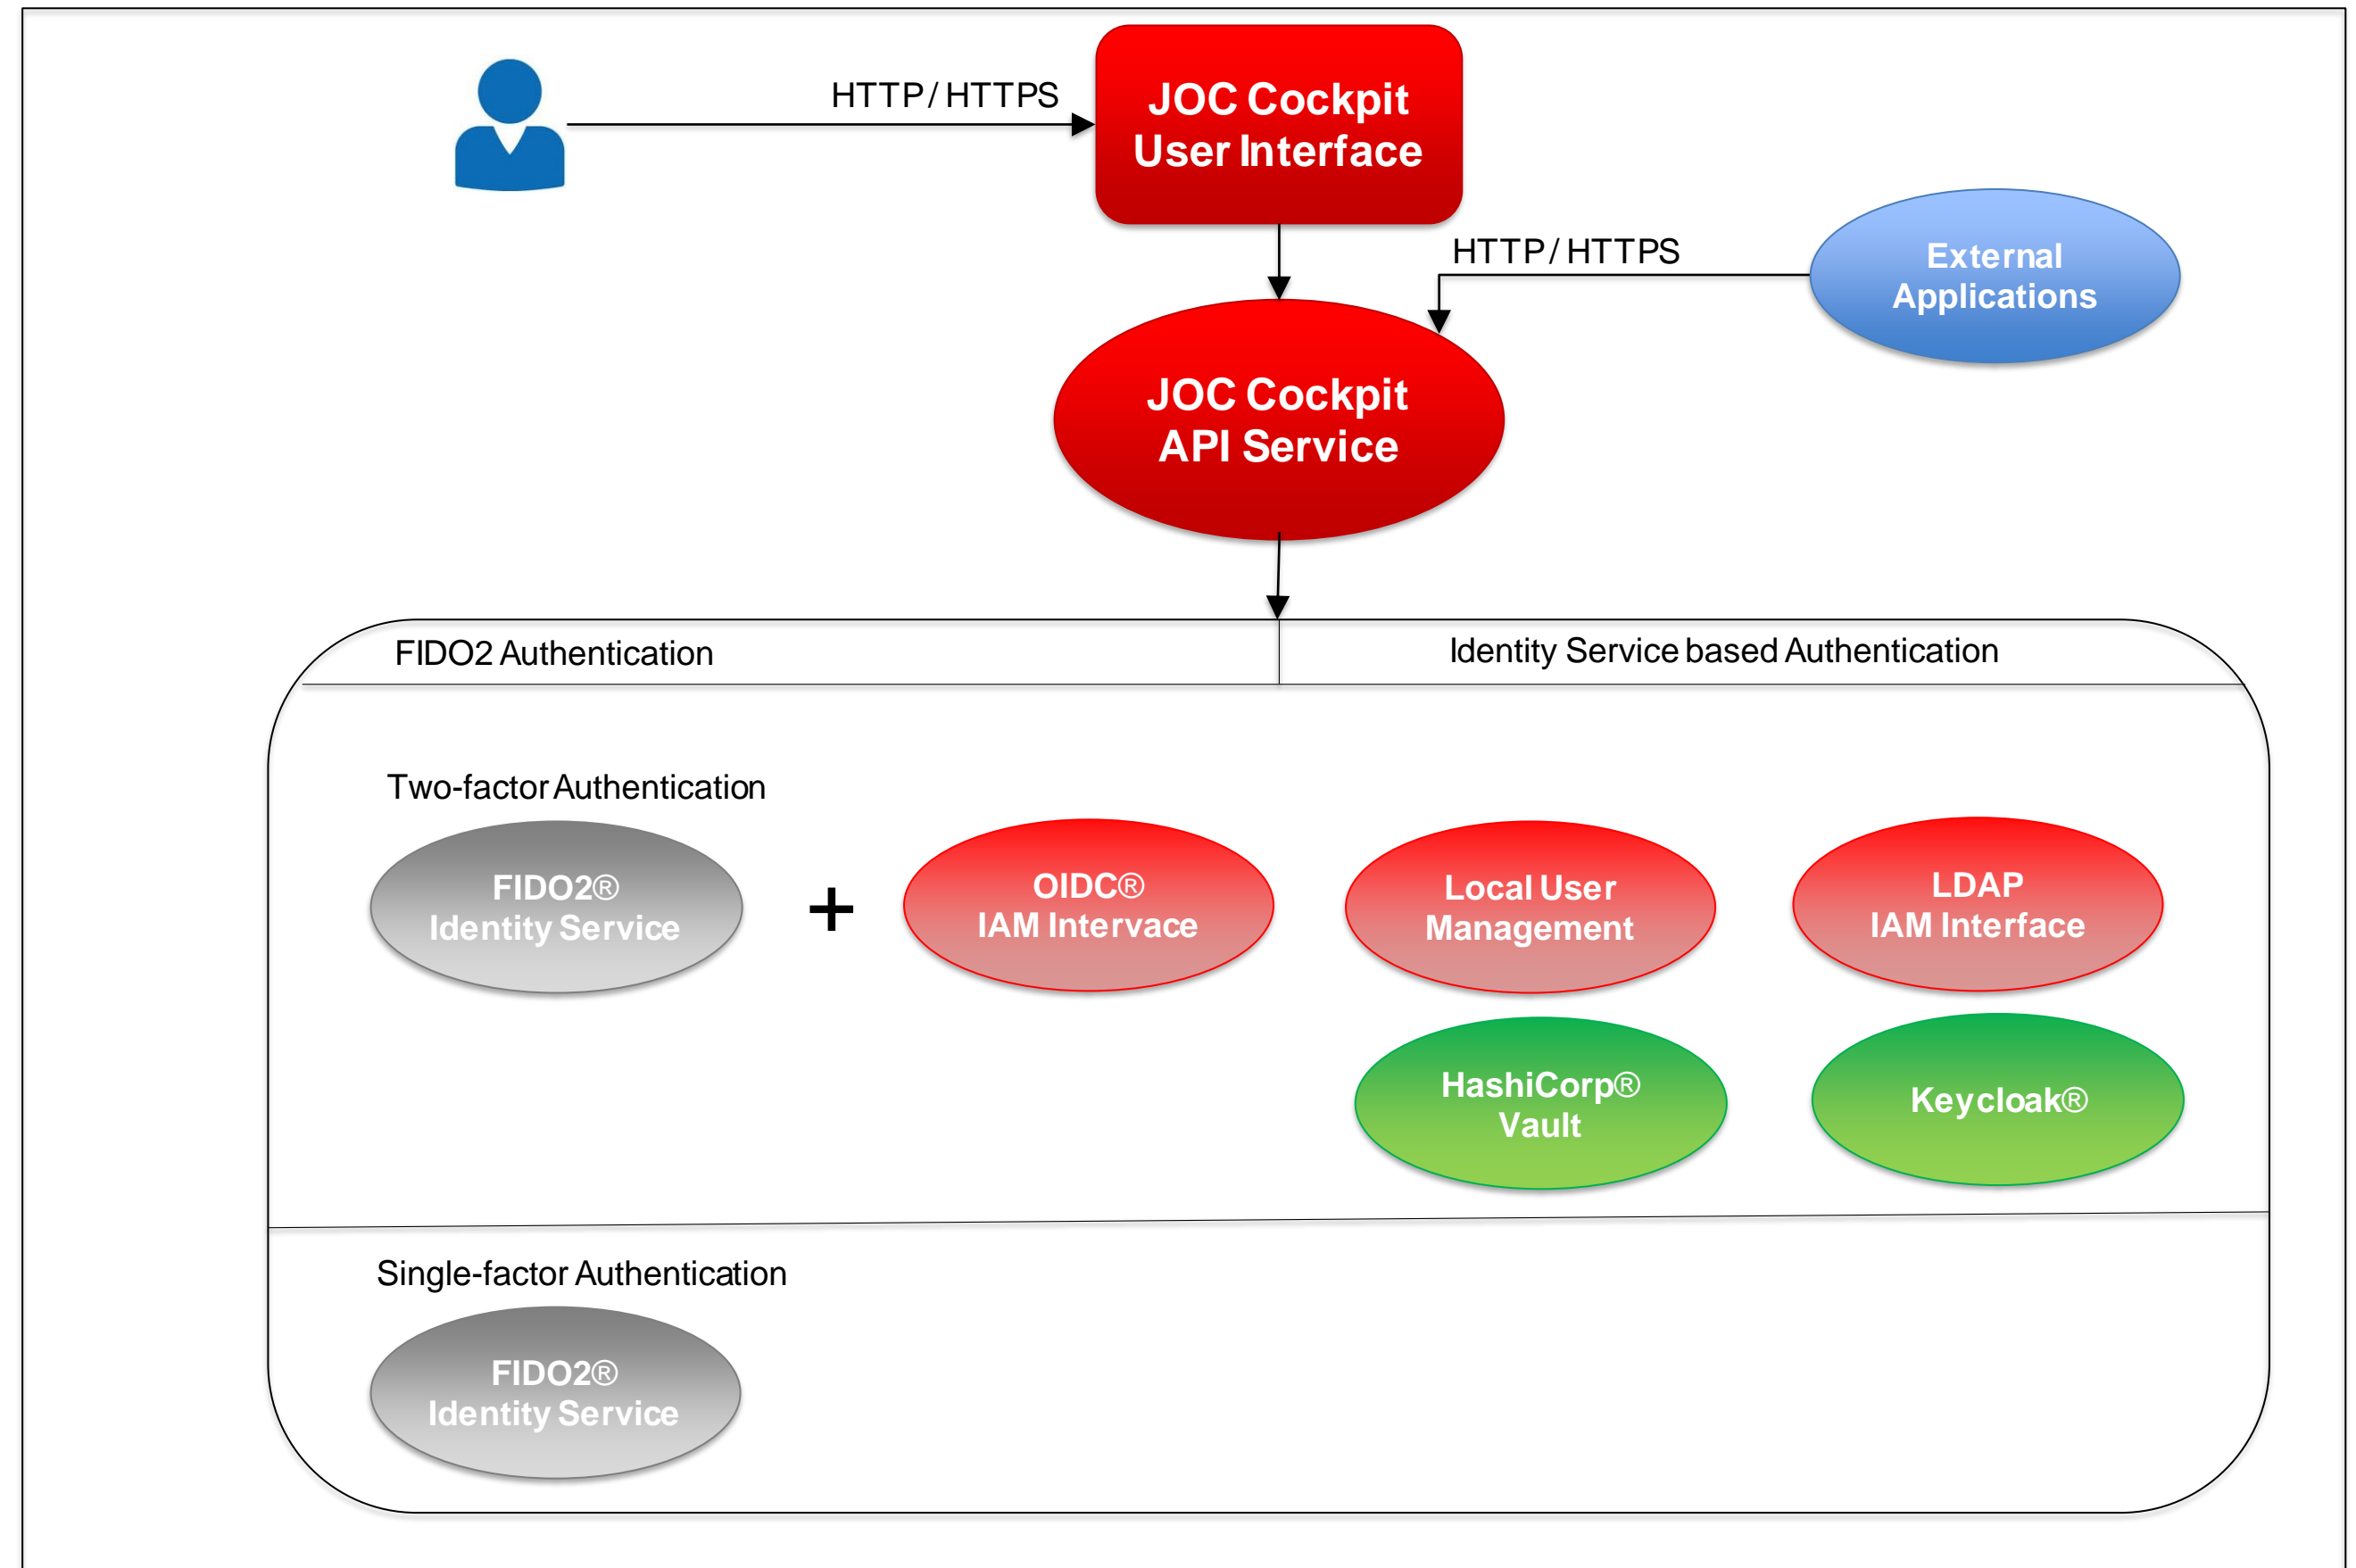 HTTP / HTTPS
JOC Cockpit
User Interface
HTTP / HTTPS
External
Applications
JOC Cockpit
API Service
FIDO2 Authentication
Identity Service based Authentication
Two-factor Authentication
FIDO2®
Identity Service
+
OIDC®
IAM Intervace
Local User
Management
LDAP
IAM Interface
HashiCorp®
Vault
Keycloak®
Single-factor Authentication
FIDO2®
Identity Service